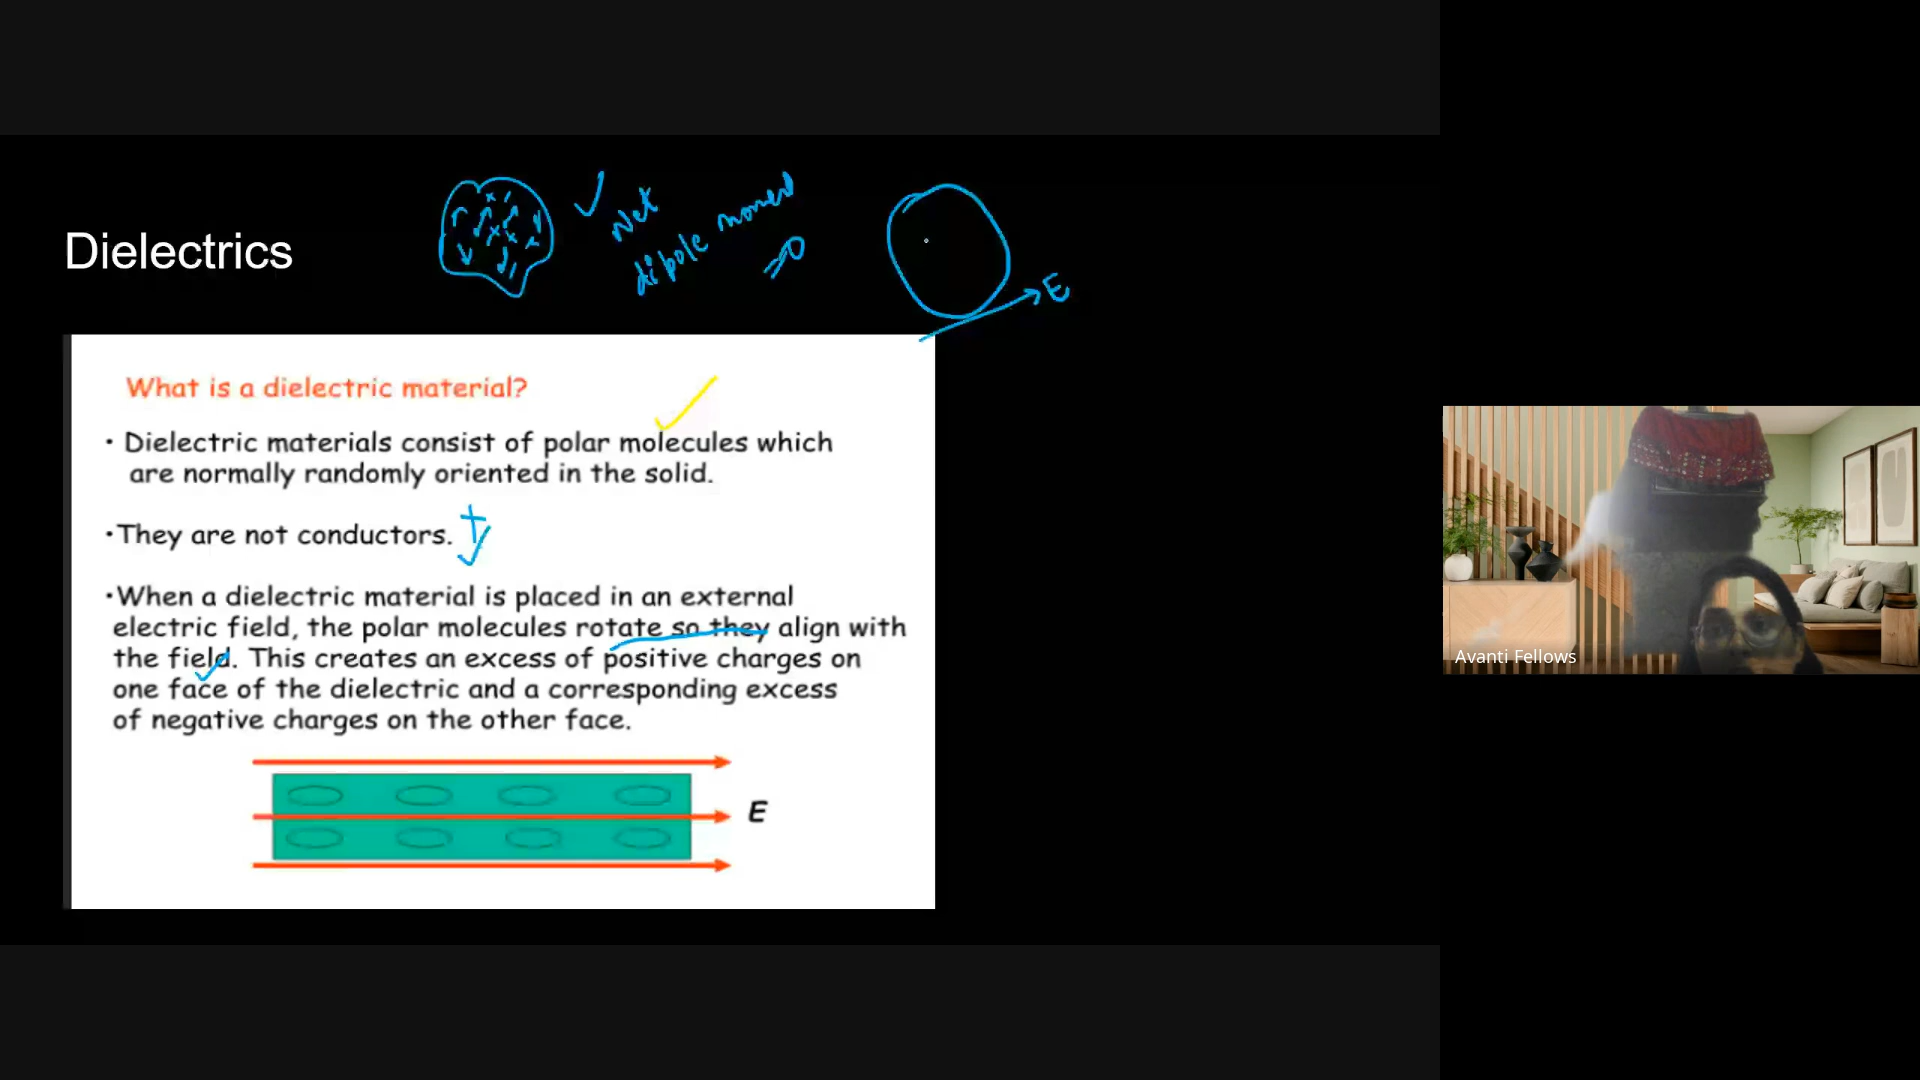 Net
dipole moment
=0
E
Dielectrics
What is a dielectric material?
• Dielectric materials consist of polar molecules which
are normally randomly oriented in the solid.
•They are not conductors.
•When a dielectric material is placed in an external
electric field, the polar molecules rotate so they align with
the field. This creates an excess of positive charges on
one face of the dielectric and a corresponding excess
of negative charges on the other face.
E
Avanti Fellows